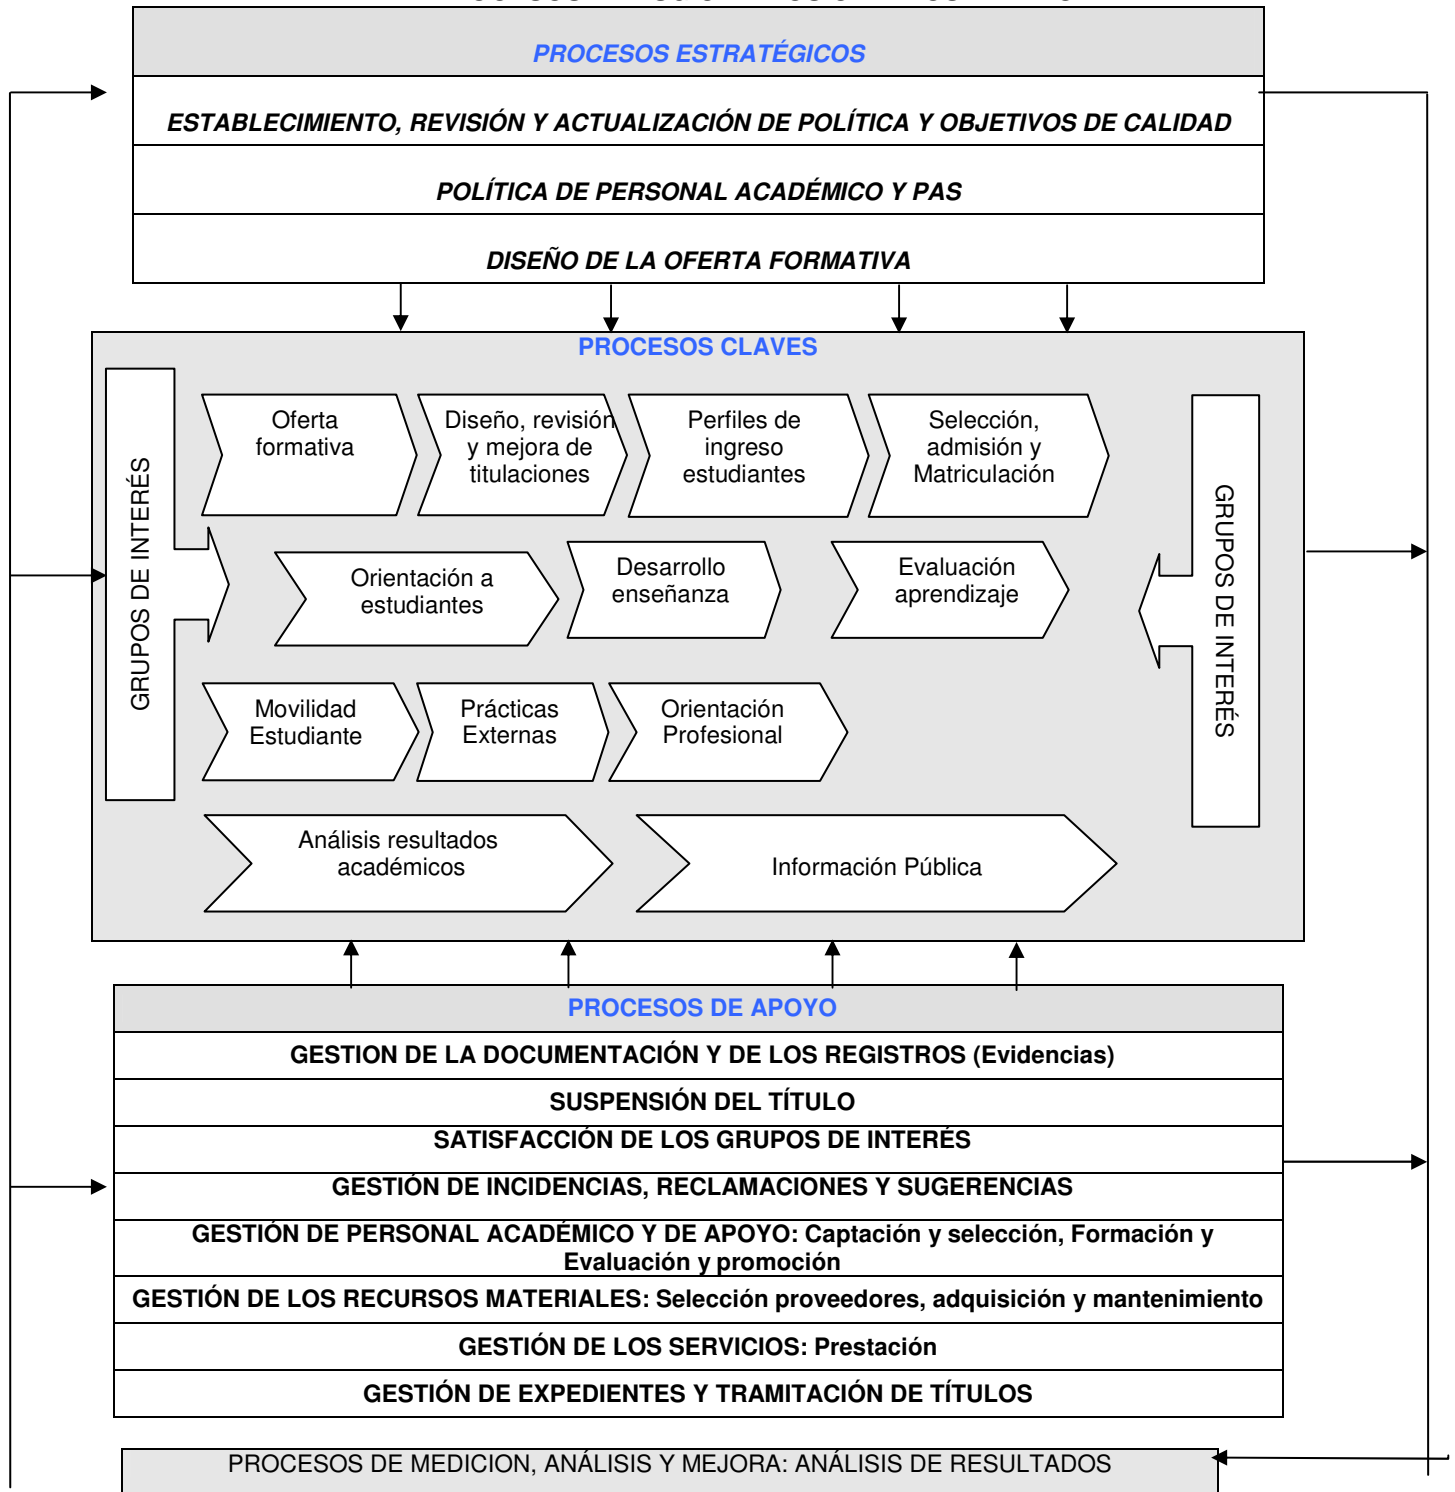 PROCESOS ESTRATÉGICOS
ESTABLECIMIENTO, REVISIÓN Y ACTUALIZACIÓN DE POLÍTICA Y OBJETIVOS DE CALIDAD
POLÍTICA DE PERSONAL ACADÉMICO Y PAS
DISEÑO DE LA OFERTA FORMATIVA
PROCESOS CLAVES
GRUPOS DE INTERÉS
Oferta
formativa
Diseño, revisión
y mejora de
titulaciones
Perfiles de
ingreso
estudiantes
Selección,
admisión y
Matriculación
GRUPOS DE INTERÉS
Orientación a
estudiantes
Desarrollo
enseñanza
Evaluación
aprendizaje
Movilidad
Estudiante
Prácticas
Externas
Orientación
Profesional
Análisis resultados
académicos
Información Pública
PROCESOS DE APOYO
GESTION DE LA DOCUMENTACIÓN Y DE LOS REGISTROS (Evidencias)
SUSPENSIÓN DEL TÍTULO
SATISFACCIÓN DE LOS GRUPOS DE INTERÉS
GESTIÓN DE INCIDENCIAS, RECLAMACIONES Y SUGERENCIAS
GESTIÓN DE PERSONAL ACADÉMICO Y DE APOYO: Captación y selección, Formación y
Evaluación y promoción
GESTIÓN DE LOS RECURSOS MATERIALES: Selección proveedores, adquisición y mantenimiento
GESTIÓN DE LOS SERVICIOS: Prestación
GESTIÓN DE EXPEDIENTES Y TRAMITACIÓN DE TÍTULOS
PROCESOS DE MEDICION, ANÁLISIS Y MEJORA: ANÁLISIS DE RESULTADOS